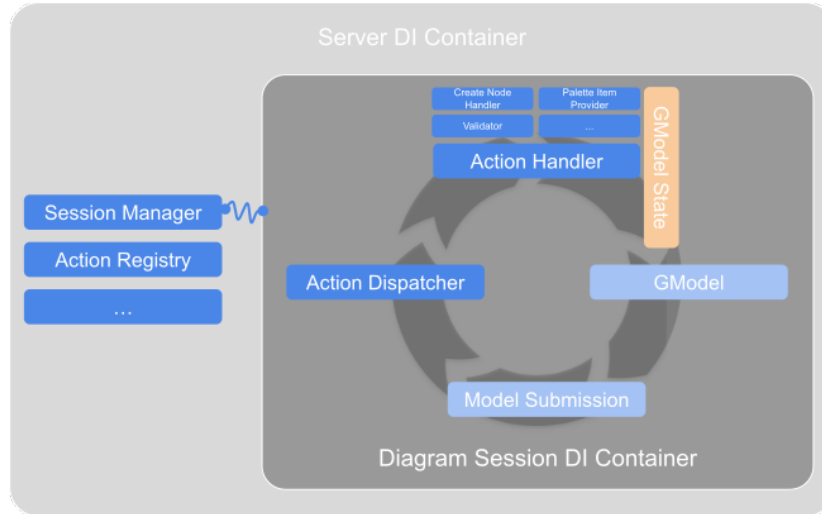 Server DI Container
Create Node
Handler
Palette Item
Provider
Validator
...
Action Handler
GModel State
Session Manager
Action Registry
...
Action Dispatcher
GModel
Model Submission
Diagram Session DI Container